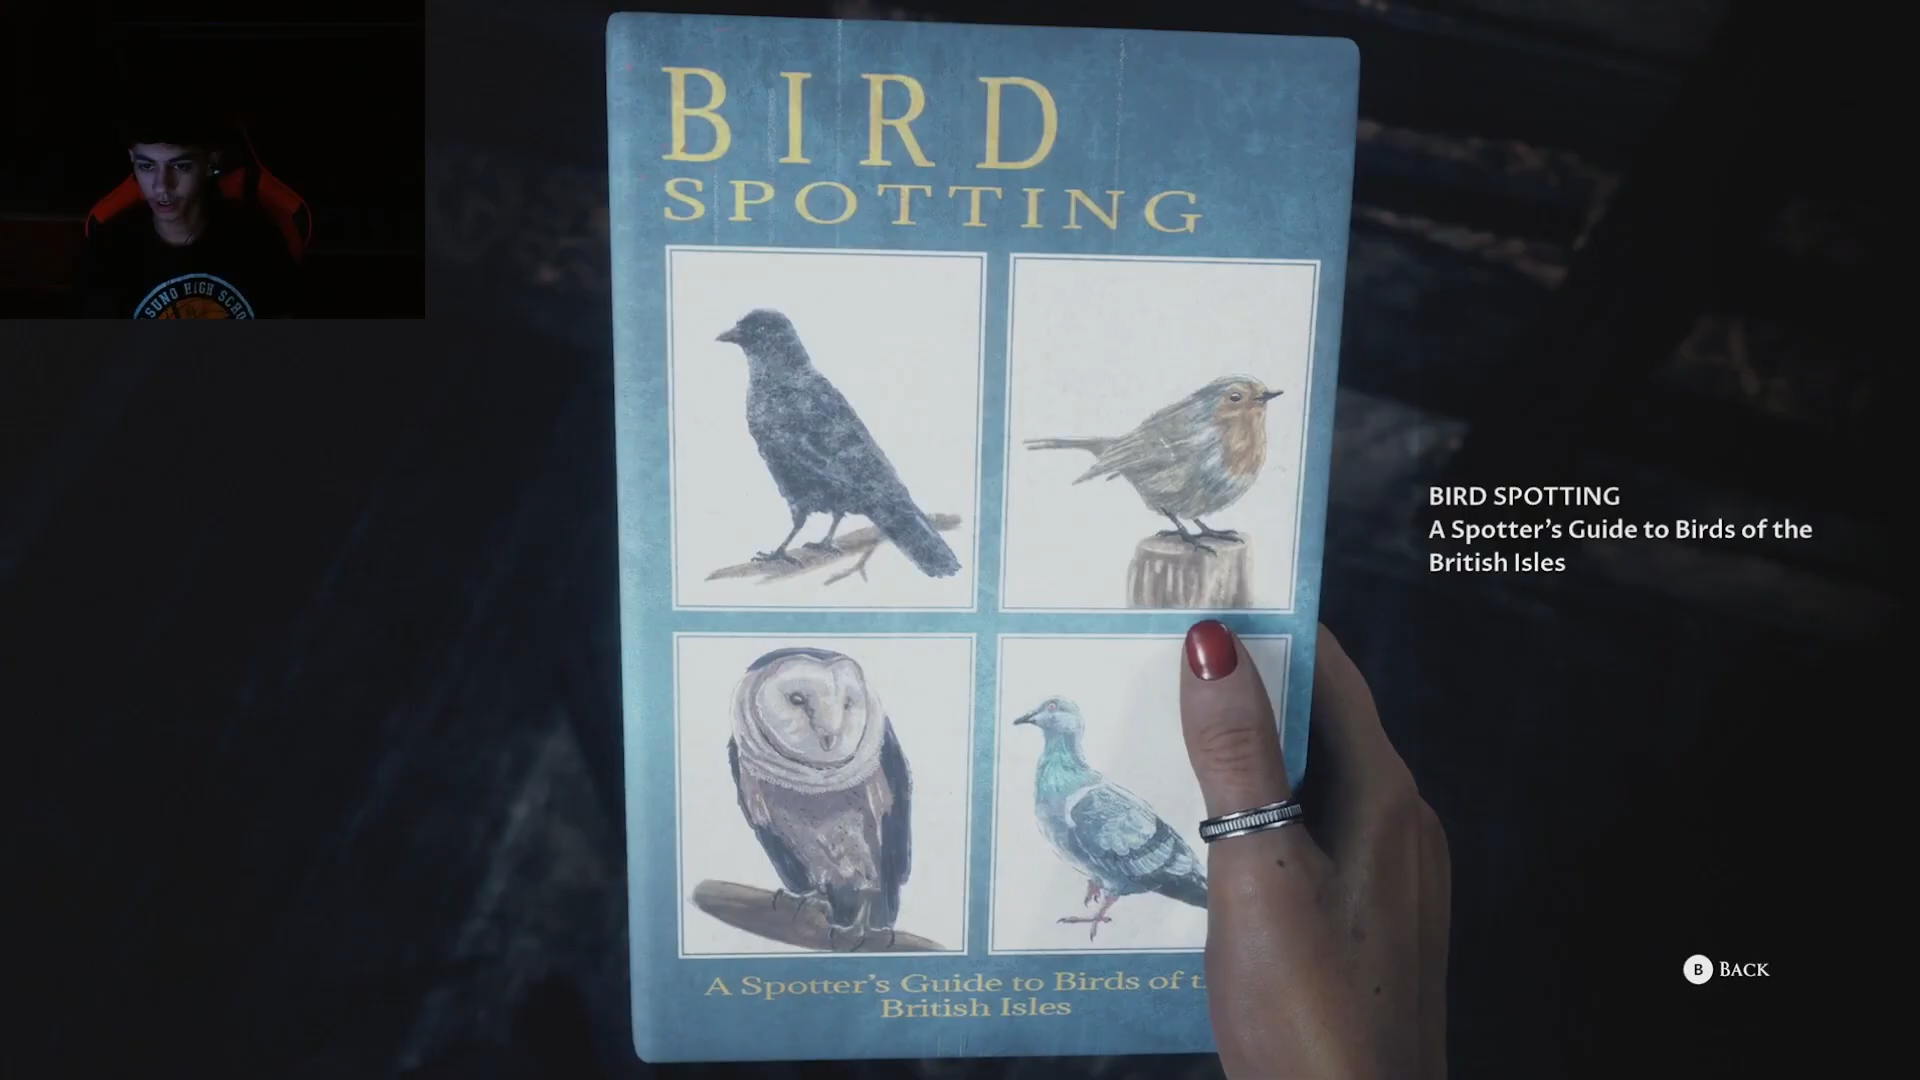 BIRD
SPOTTING
A Spotter's Guide to Birds of
British Isles
BIRD SPOTTING
A Spotter's Guide to Birds of the
British Isles
B BACK
HIGH